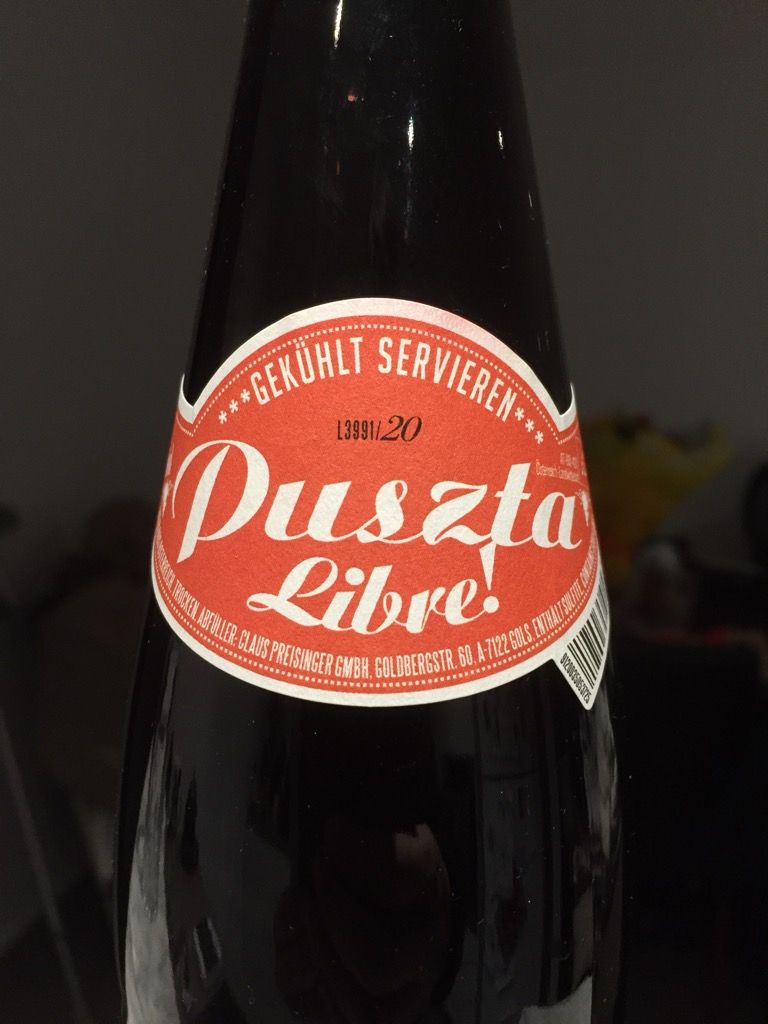 ***GEKÜHLT SERVIEREN***
L3991/20
Puszta
Libre!
TROCKEN, ABFÜLLER: CLAUS PREISINGER GMBH, GOLDBERGSTR. 60, A-7122 GOLS, ENTHÄLT SULFITE,